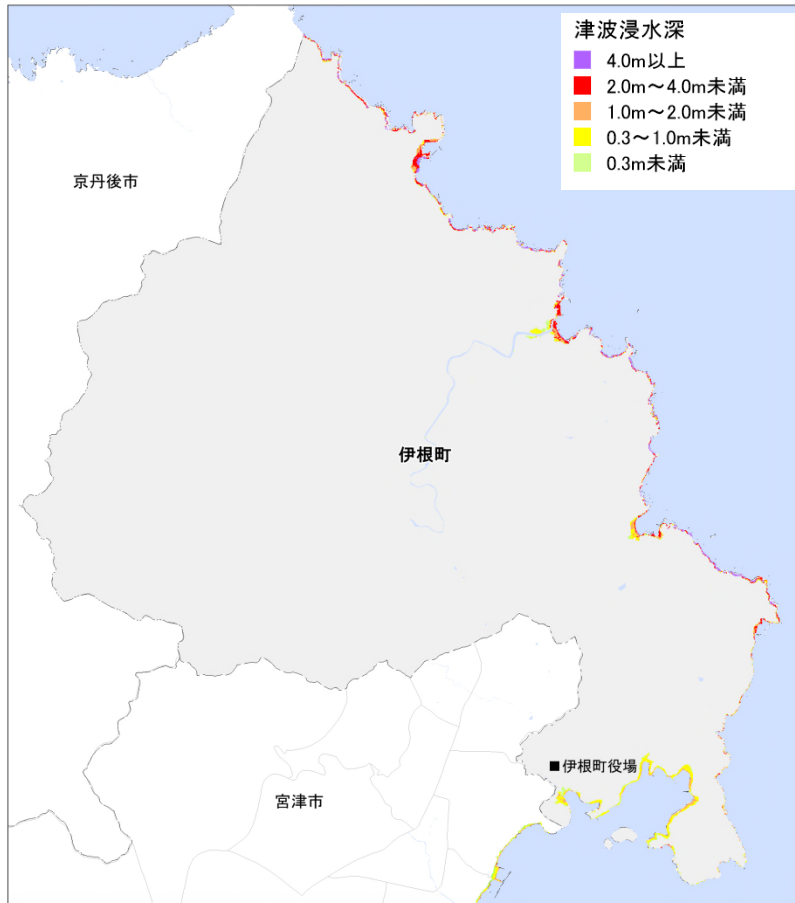 津波浸水深
4.0m以上
2.0m～4.0m未満
1.0m～2.0m未満
0.3～1.0m未満
0.3m未満
京丹後市
伊根町
■伊根町役場
宮津市